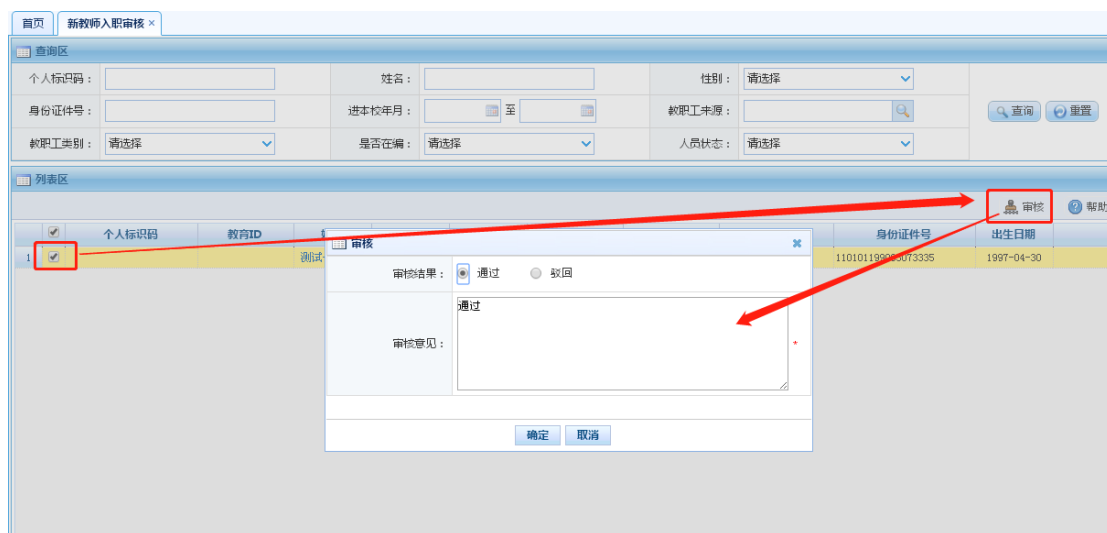 首页 新教师入职审核 ×
查询区
个人标识码： 姓名： 性别： 请选择
身份证件号： 进本校年月： 至 教职工来源： 查询 重置
教职工类别： 请选择 是否在编： 请选择 人员状态： 请选择
列表区
审核 帮助
个人标识码 教育ID 身份证件号 出生日期
1 测试 1997-04-30
审核
审核结果： 通过 驳回
通过
审核意见： *
确定 取消